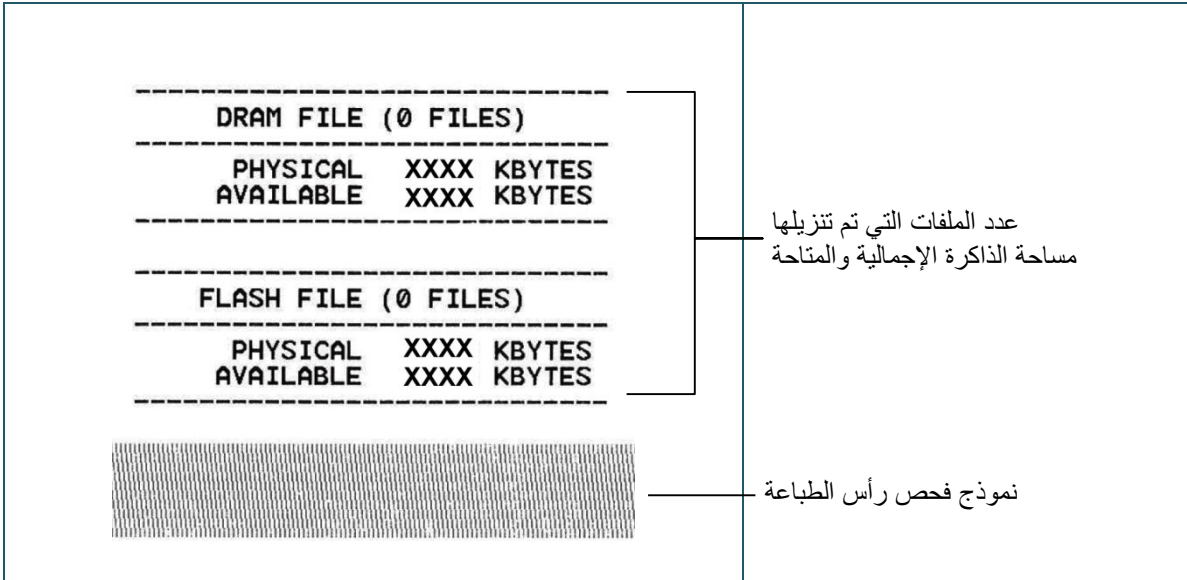 DRAM FILE (0 FILES)
PHYSICAL XXXX KBYTES
AVAILABLE XXXX KBYTES
FLASH FILE (0 FILES)
PHYSICAL XXXX KBYTES
AVAILABLE XXXX KBYTES
عدد الملفات التي تم تنزيلها
مساحة الذاكرة الإجمالية والمتاحة
نموذج فحص رأس الطباعة